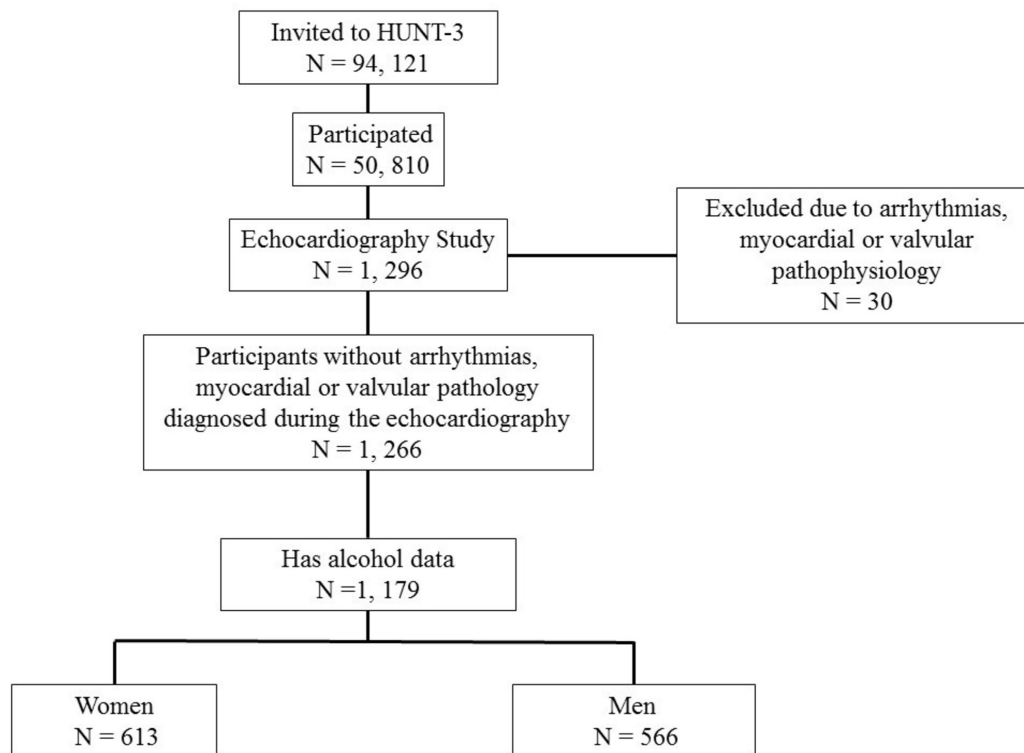 Invited to HUNT-3
N = 94, 121
Participated
N = 50, 810
Echocardiography Study
N = 1, 296
Excluded due to arrhythmias,
myocardial or valvular
pathophysiology
N = 30
Participants without arrhythmias,
myocardial or valvular pathology
diagnosed during the echocardiography
N = 1, 266
Has alcohol data
N =1, 179
Women
N = 613
Men
N = 566